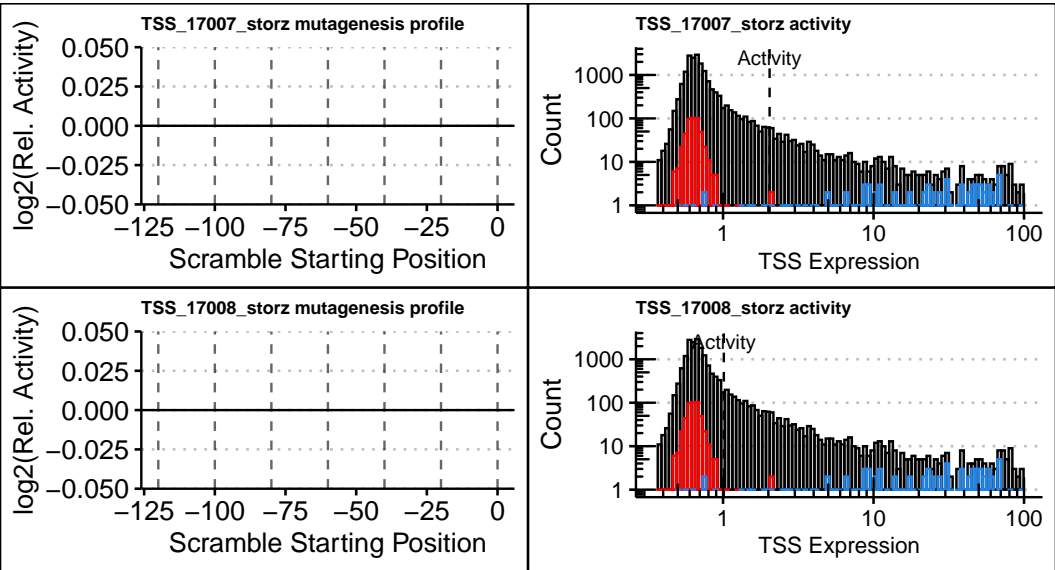 TSS_17007_storz mutagenesis profile
log2(Rel. Activity)
0.050
0.025
0.000
−0.025
−0.050
−125 −100 −75 −50 −25 0
Scramble Starting Position
TSS_17007_storz activity
Activity
Count
1000
100
10
1
1 10 100
TSS Expression
TSS_17008_storz mutagenesis profile
log2(Rel. Activity)
0.050
0.025
0.000
−0.025
−0.050
−125 −100 −75 −50 −25 0
Scramble Starting Position
TSS_17008_storz activity
Activity
Count
1000
100
10
1
1 10 100
TSS Expression